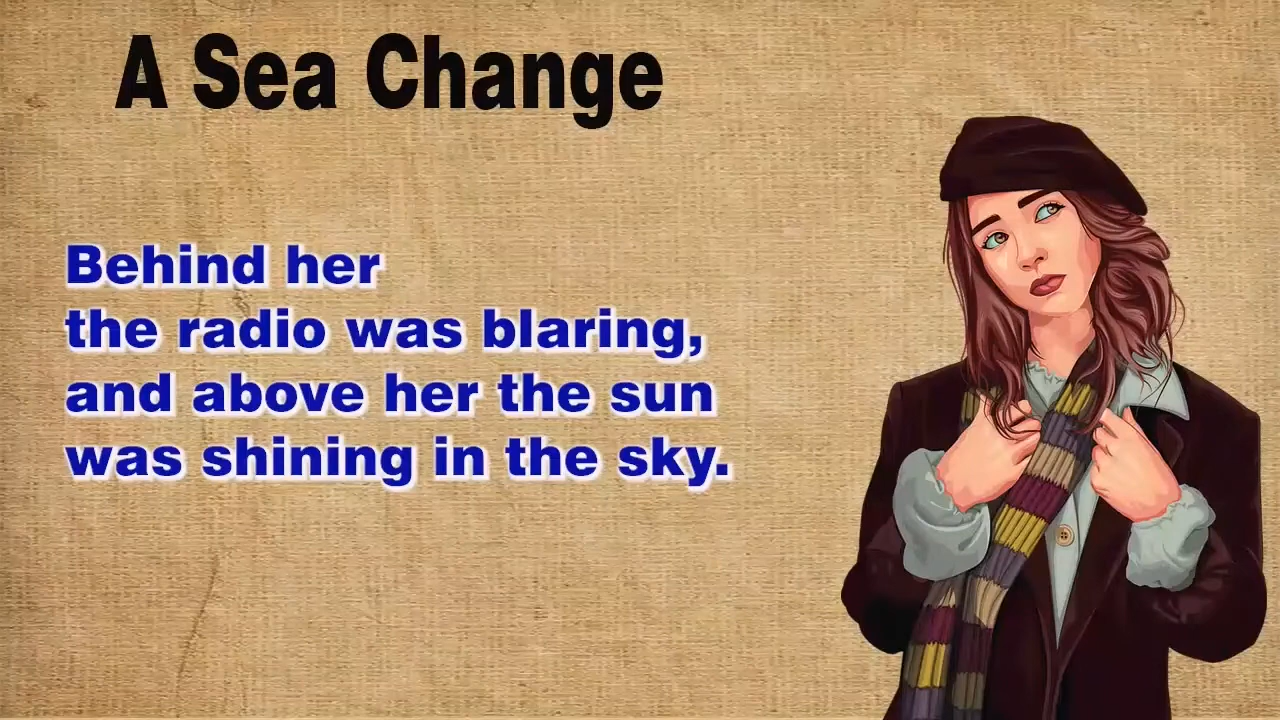 A Sea Change
Behind her
the radio was blaring,
and above her the sun
was shining in the sky.